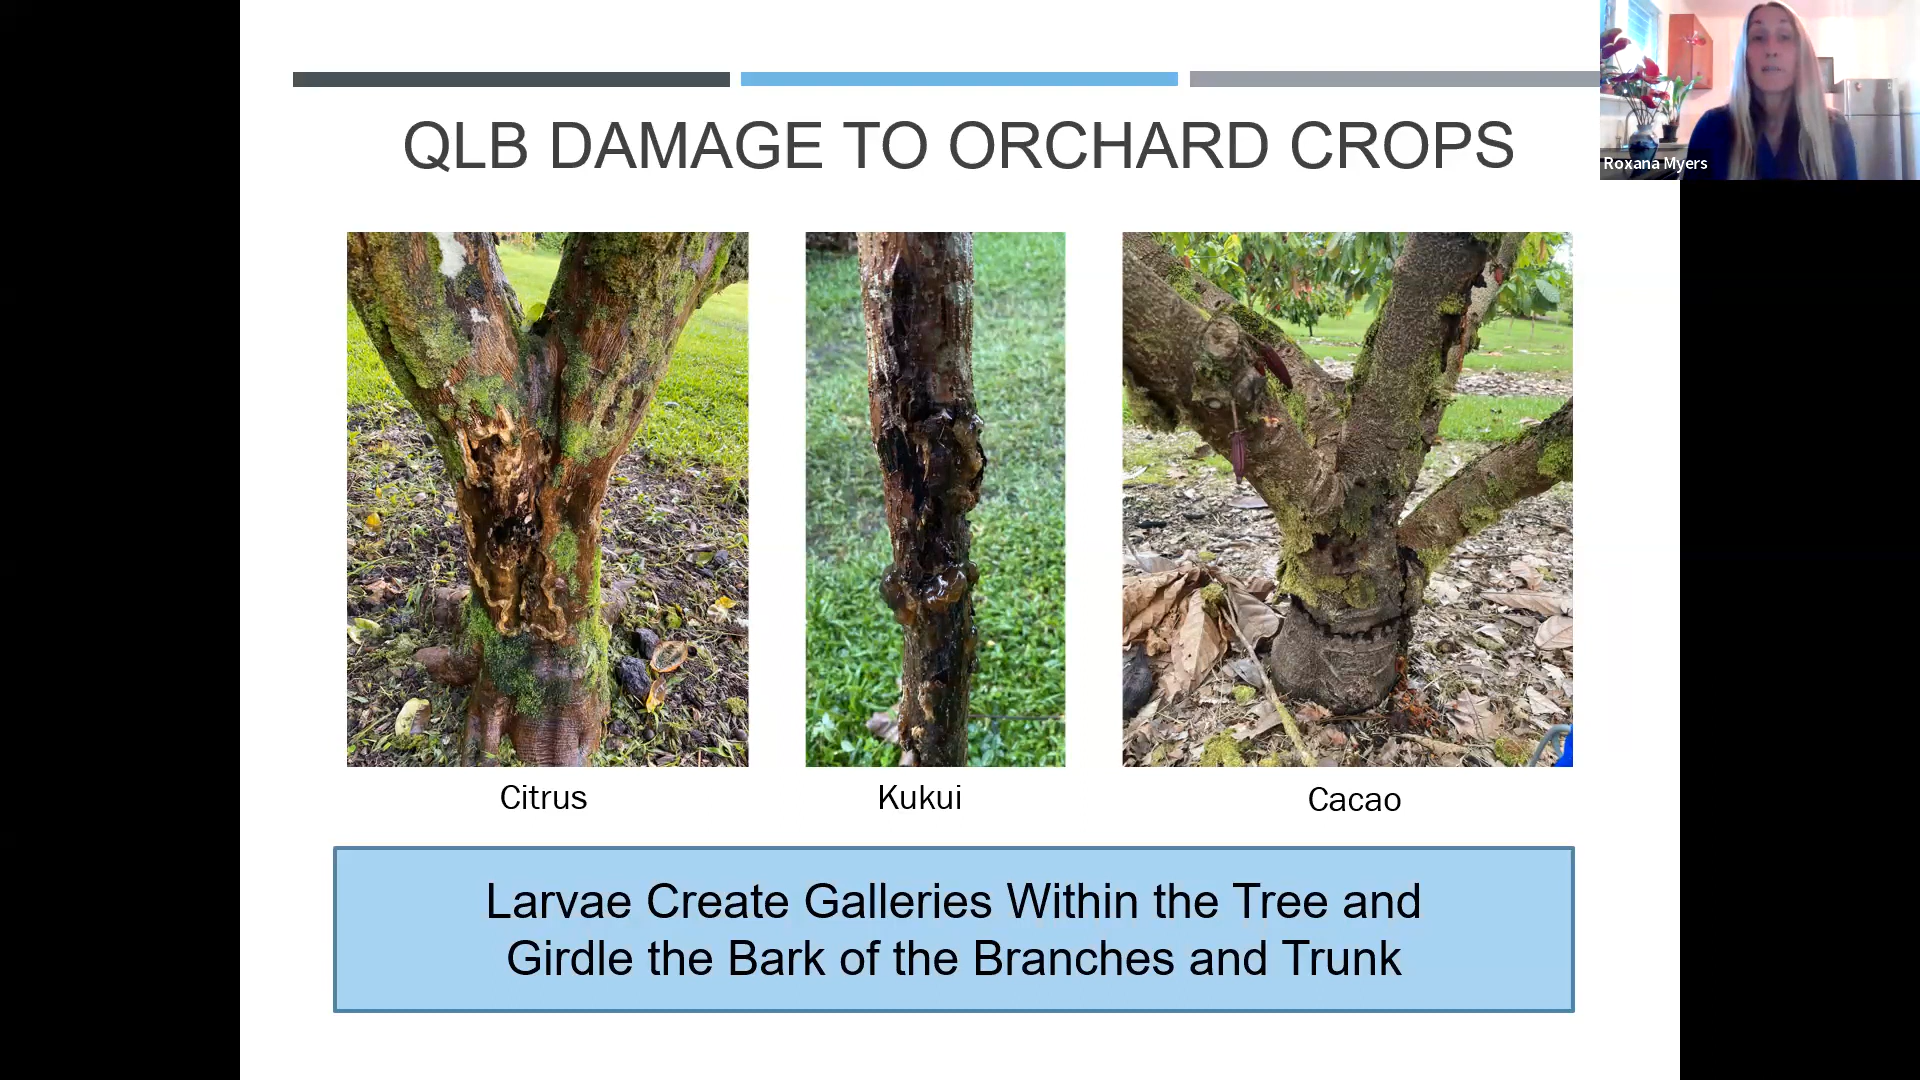 QLB DAMAGE TO ORCHARD CROPS
Roxana Myers
Citrus
Kukui
Cacao
Larvae Create Galleries Within the Tree and
Girdle the Bark of the Branches and Trunk